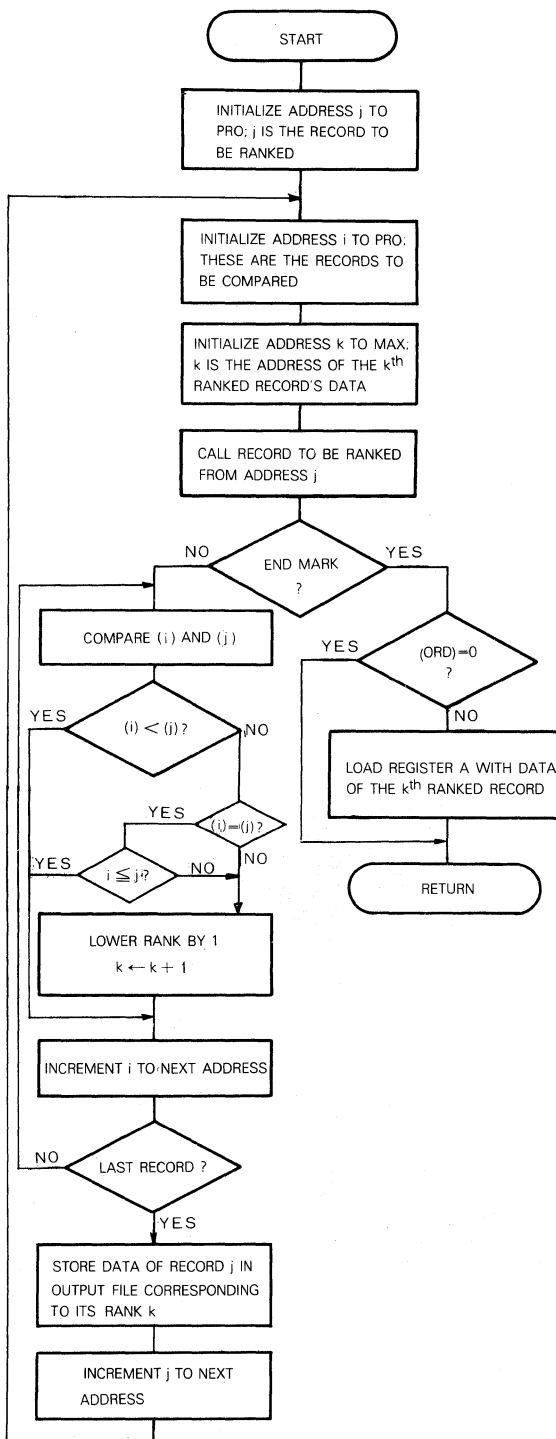 START
INITIALIZE ADDRESS j TO
PRO; j IS THE RECORD TO
BE RANKED
INITIALIZE ADDRESS i TO PRO;
THESE ARE THE RECORDS TO
BE COMPARED
INITIALIZE ADDRESS k TO MAX;
k IS THE ADDRESS OF THE kth
RANKED RECORD'S DATA
CALL RECORD TO BE RANKED
FROM ADDRESS j
NO
END MARK
?
YES
COMPARE (i) AND (j)
YES
(ORD)=0
?
NO
YES
(i) < (j)?
NO
LOAD REGISTER A WITH DATA
OF THE kth RANKED RECORD
YES
(i)=(j)?
NO
YES
i ≦ j?
NO
RETURN
LOWER RANK BY 1
k ← k + 1
INCREMENT i TO NEXT ADDRESS
NO
LAST RECORD ?
YES
STORE DATA OF RECORD j IN
OUTPUT FILE CORRESPONDING
TO ITS RANK k
INCREMENT j TO NEXT
ADDRESS